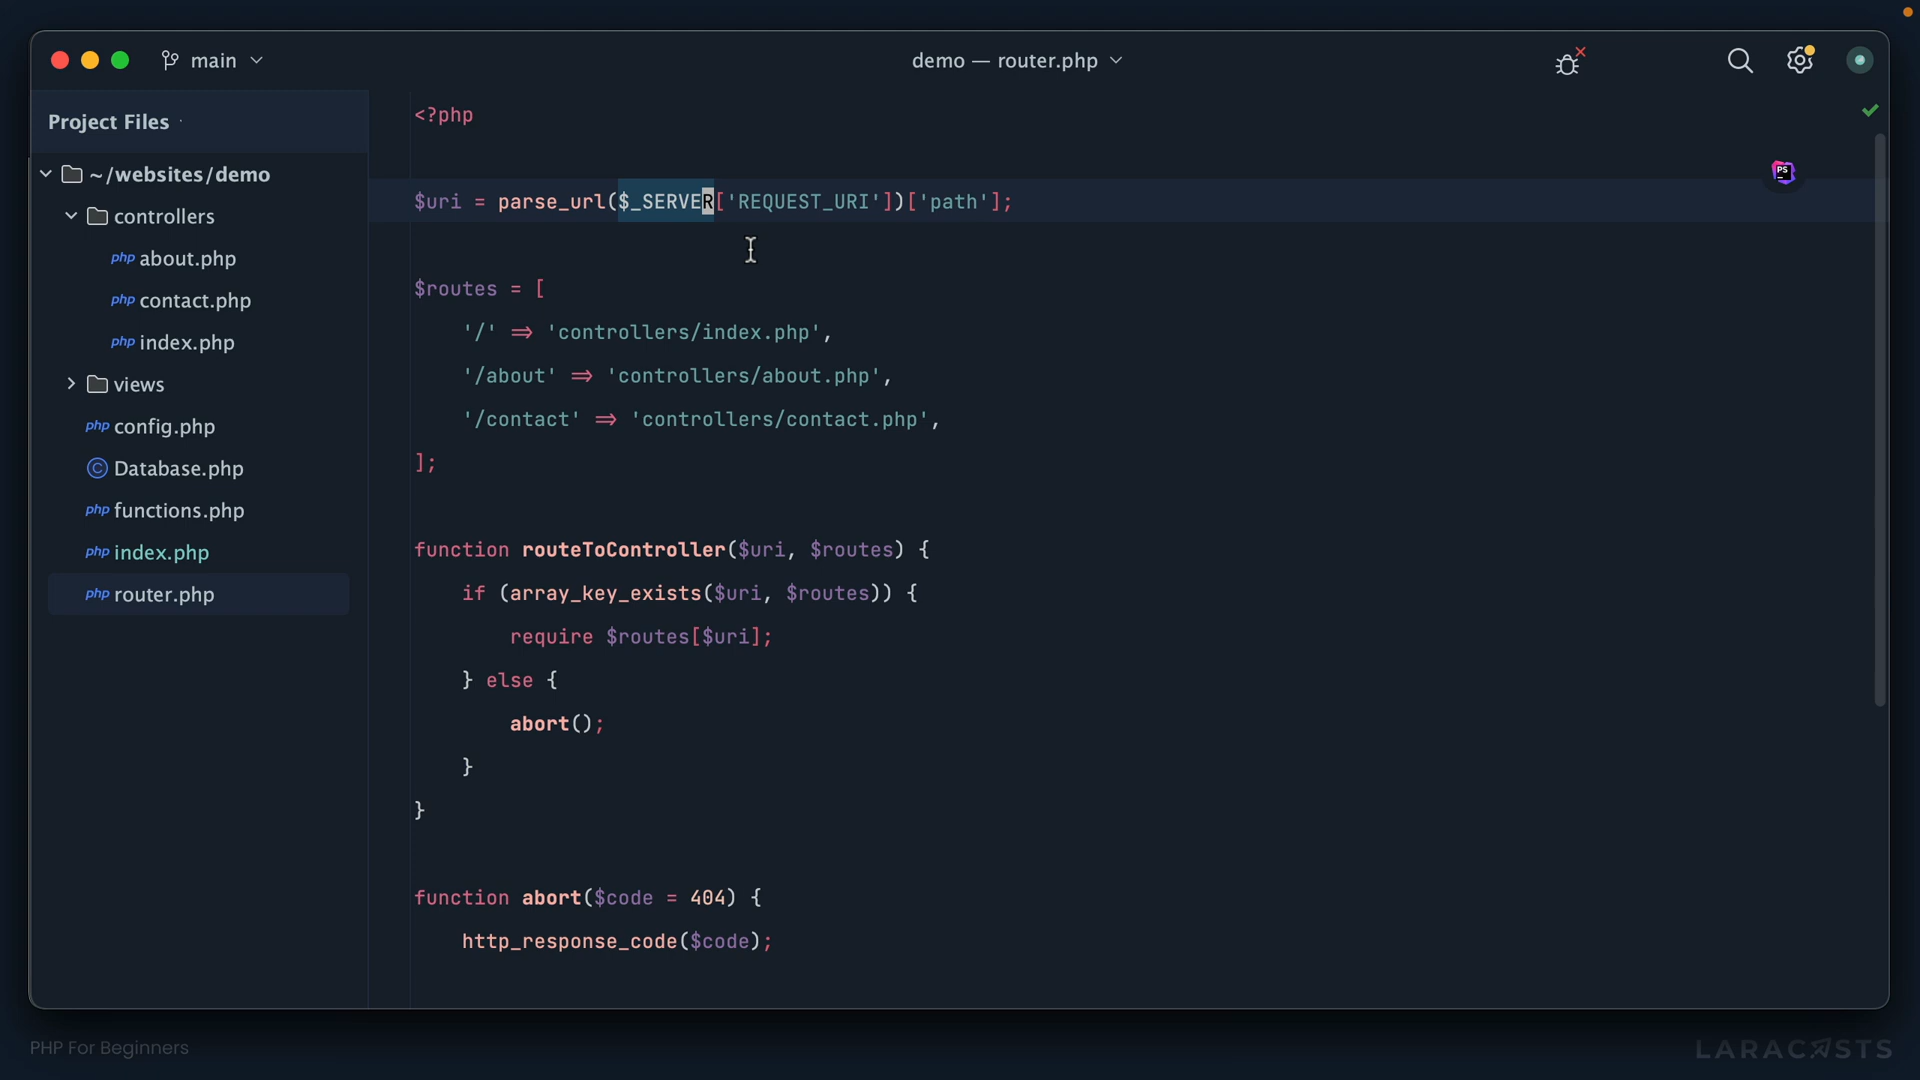 main
demo — router.php
Project Files
~/websites/demo
controllers
php about.php
php contact.php
php index.php
views
php config.php
C Database.php
php functions.php
php index.php
php router.php
<?php
$uri = parse_url($_SERVER['REQUEST_URI'])['path'];
$routes = [
'/' => 'controllers/index.php',
'/about' => 'controllers/about.php',
'/contact' => 'controllers/contact.php',
];
function routeToController($uri, $routes) {
if (array_key_exists($uri, $routes)) {
require $routes[$uri];
} else {
abort();
}
}
function abort($code = 404) {
http_response_code($code);
PS
PHP For Beginners
LARACASTS